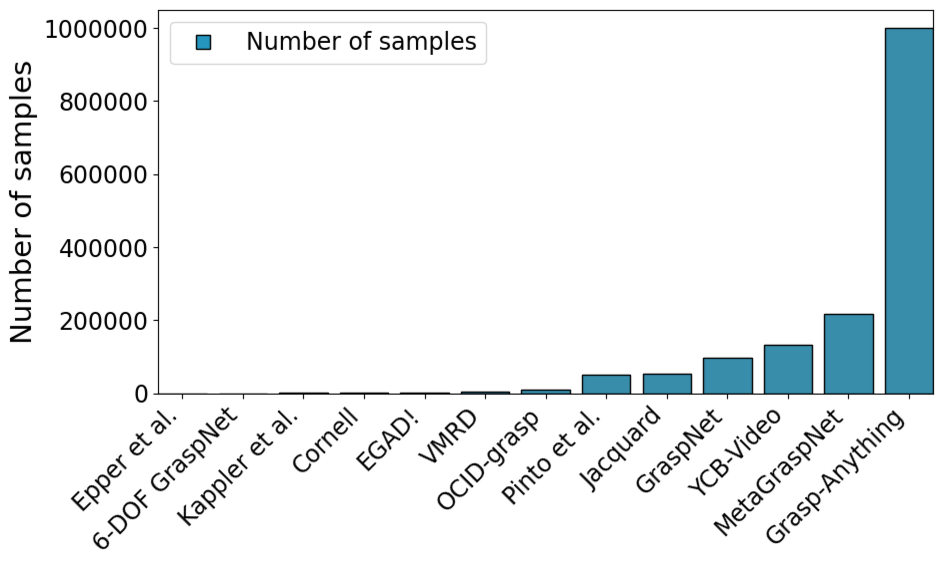 Number of samples
Number of samples
1000000
800000
600000
400000
200000
0
Epper et al.
6-DOF GraspNet
Kappler et al.
Cornell
EGAD!
VMRD
OCID-grasp
Pinto et al.
Jacquard
GraspNet
YCB-Video
MetaGraspNet
Grasp-Anything